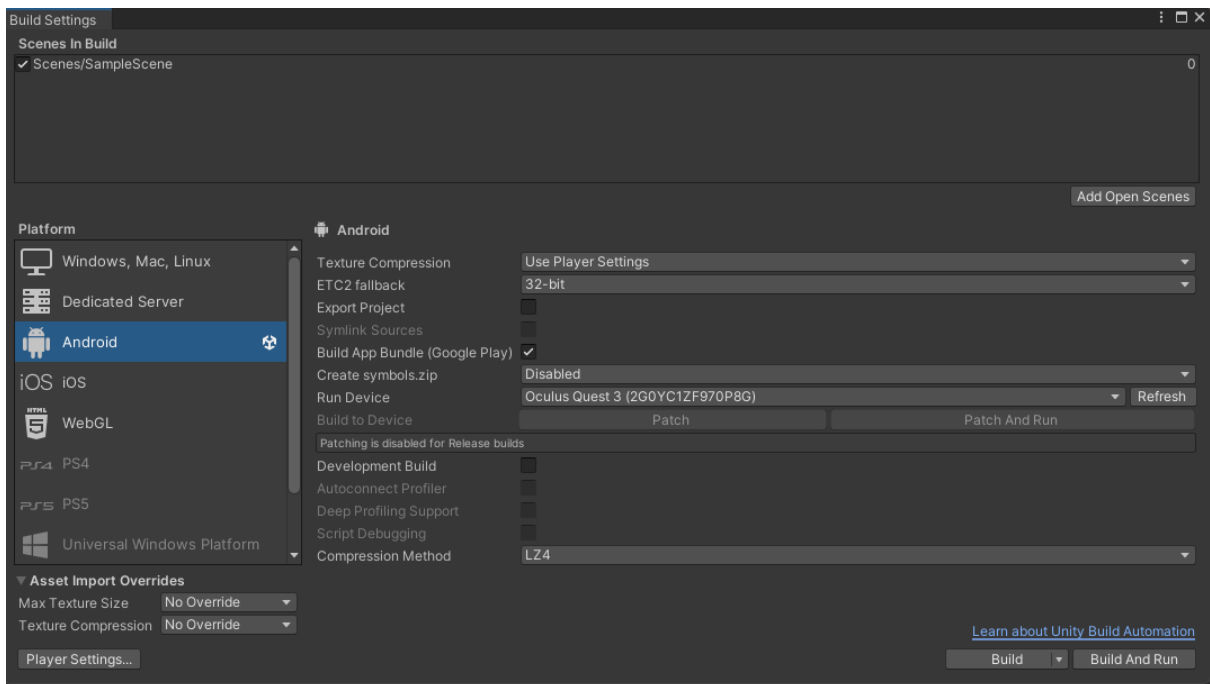 Build Settings
Scenes In Build
Scenes/SampleScene 0
Add Open Scenes
Platform
Windows, Mac, Linux
Dedicated Server
Android
iOS iOS
HTML 5 WebGL
PS4 PS4
PS5 PS5
Universal Windows Platform
Android
Texture Compression Use Player Settings
ETC2 fallback 32-bit
Export Project
Symlink Sources
Build App Bundle (Google Play)
Create symbols.zip Disabled
Run Device Oculus Quest 3 (2G0YC1ZF970P8G) Refresh
Build to Device Patch Patch And Run
Patching is disabled for Release builds
Development Build
Autoconnect Profiler
Deep Profiling Support
Script Debugging
Compression Method LZ4
Asset Import Overrides
Max Texture Size No Override
Texture Compression No Override
Learn about Unity Build Automation
Player Settings... Build Build And Run